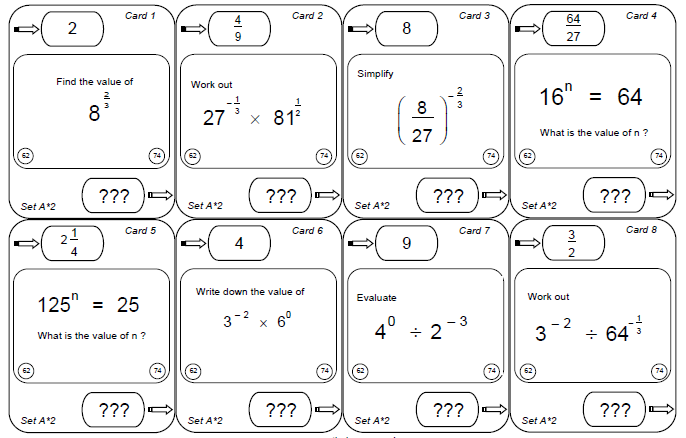 2 Card 1
Find the value of
8^(2/3)
62 74
Set A*2 ???
4/9 Card 2
Work out
27^(-1/3) × 81^(1/2)
62 74
Set A*2 ???
8 Card 3
Simplify
(8/27)^(-2/3)
62 74
Set A*2 ???
64/27 Card 4
16^n = 64
What is the value of n ?
62 74
Set A*2 ???
2 1/4 Card 5
125^n = 25
What is the value of n ?
62 74
Set A*2 ???
4 Card 6
Write down the value of
3^-2 × 6^0
62 74
Set A*2 ???
9 Card 7
Evaluate
4^0 ÷ 2^-3
62 74
Set A*2 ???
3/2 Card 8
Work out
3^-2 ÷ 64^(-1/3)
62 74
Set A*2 ???